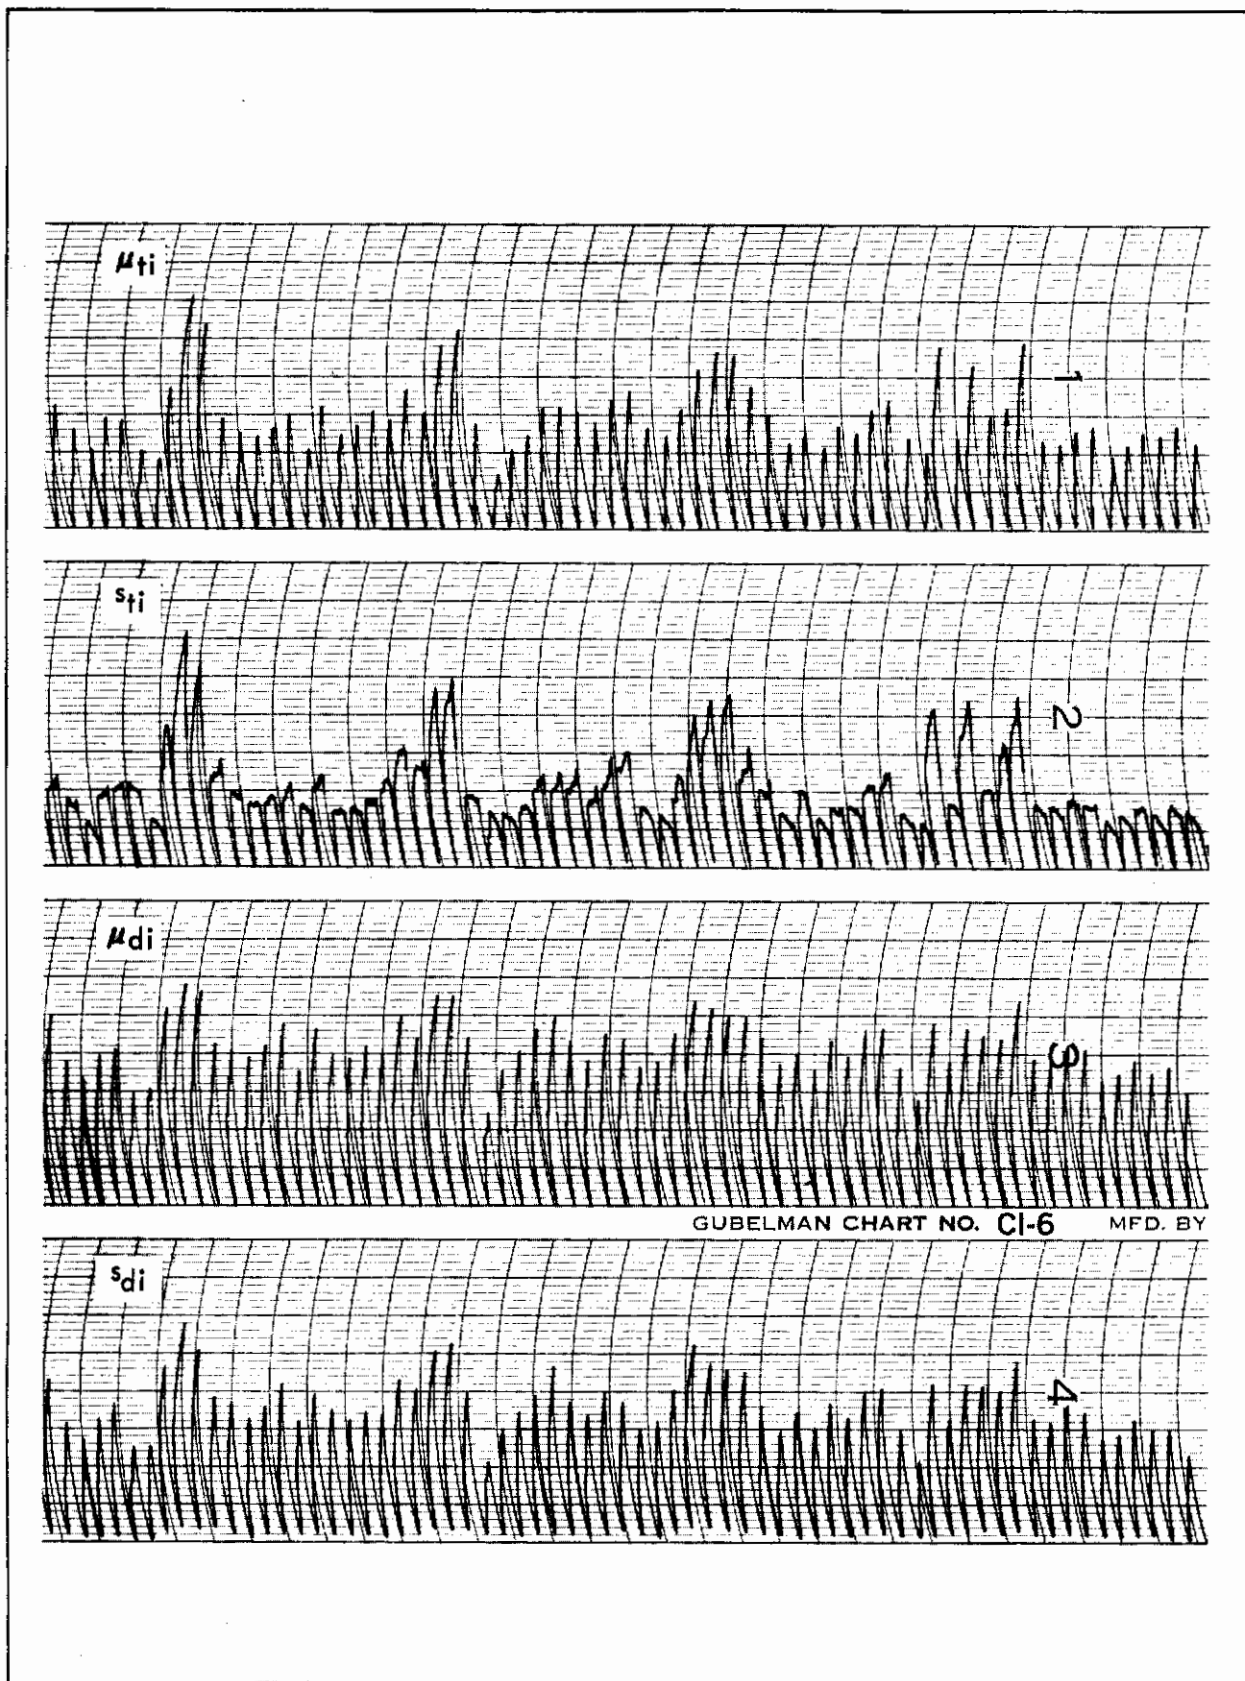 μti
1
sti
2
μdi
3
GUBELMAN CHART NO. CI-6 MFD. BY
sdi
4